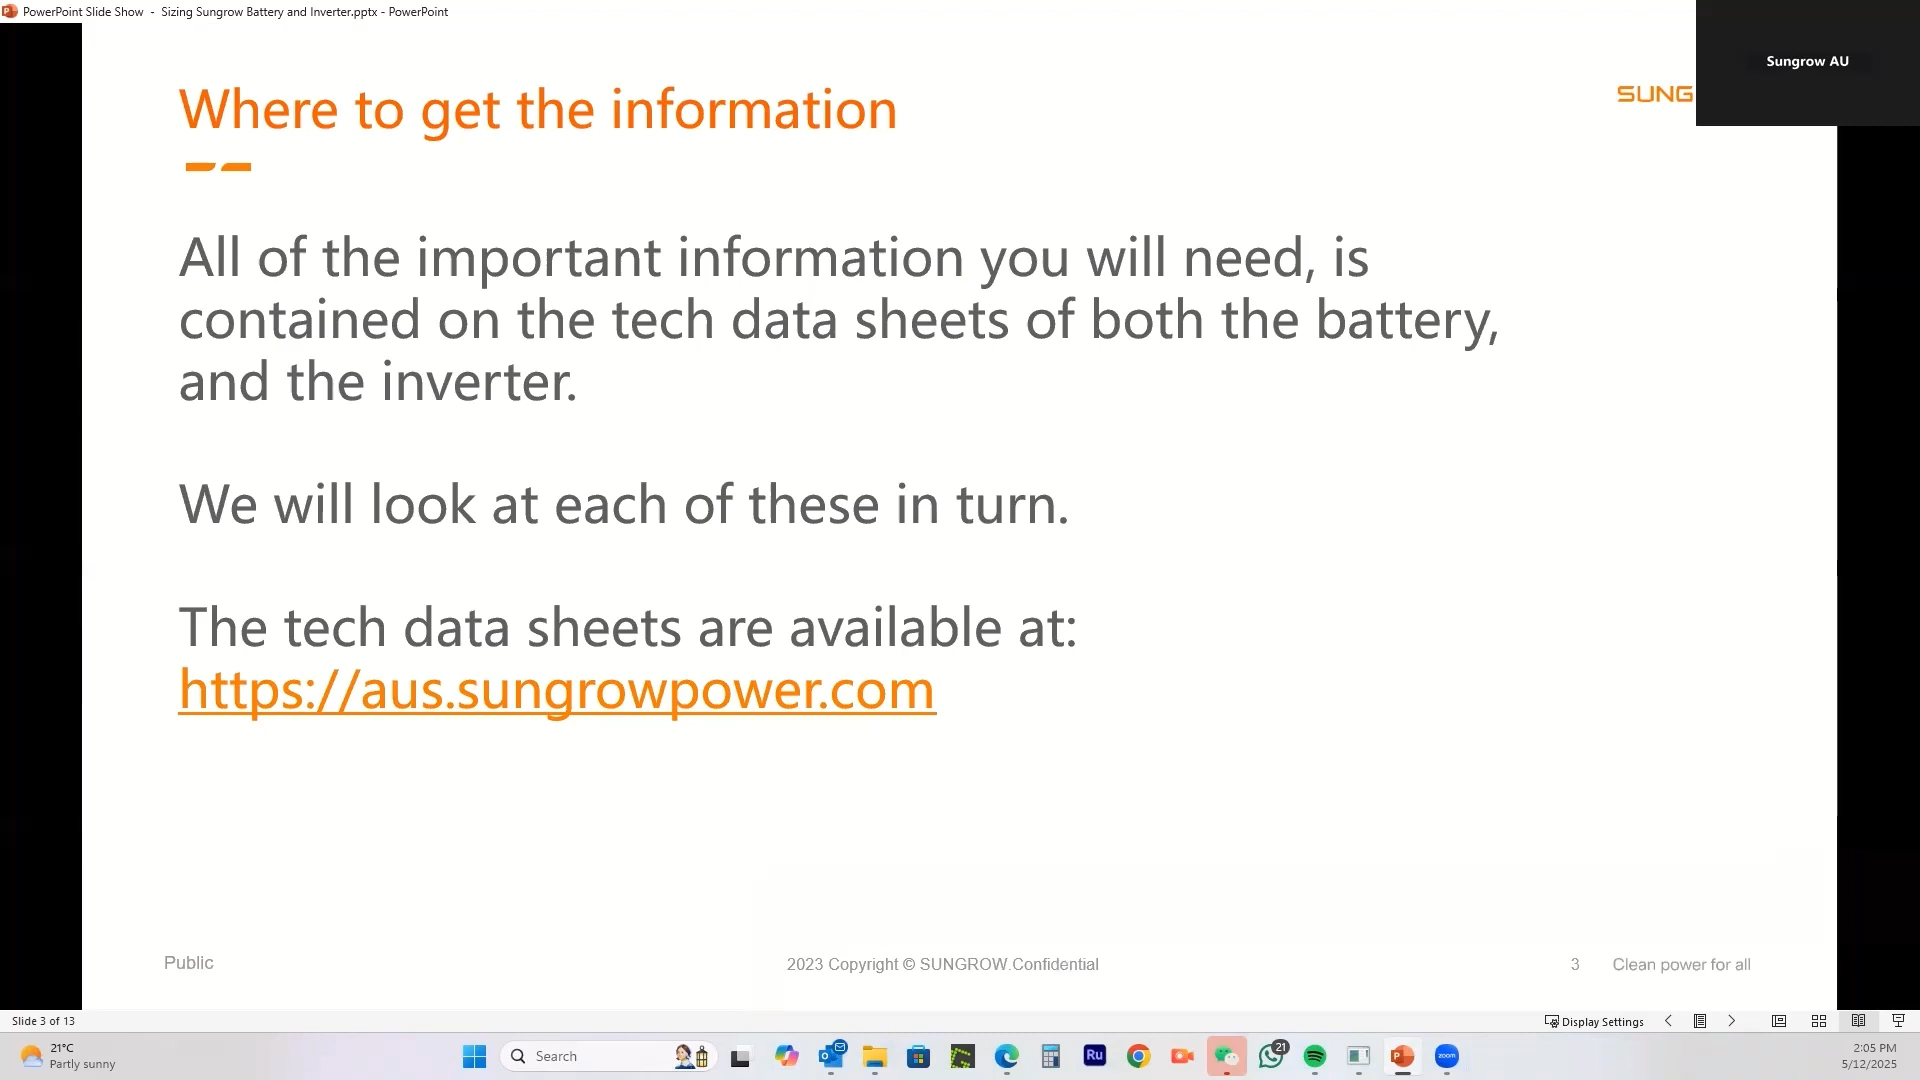 PowerPoint Slide Show - Sizing Sungrow Battery and Inverter.pptx - PowerPoint
Sungrow AU
SUNG
Where to get the information
All of the important information you will need, is
contained on the tech data sheets of both the battery,
and the inverter.
We will look at each of these in turn.
The tech data sheets are available at:
https://aus.sungrowpower.com
Public
2023 Copyright © SUNGROW.Confidential
3
Clean power for all
Slide 3 of 13
Display Settings
21°C
Partly sunny
Search
Ru
21
zoom
2:05 PM
5/12/2025